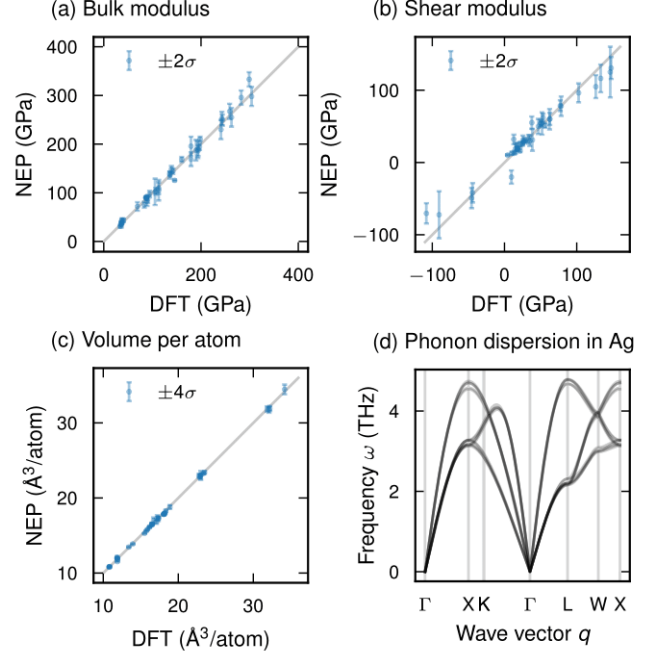 (a) Bulk modulus
400
300
200
100
0
0 200 400
NEP (GPa)
DFT (GPa)
±2σ
(b) Shear modulus
100
0
−100
−100 0 100
NEP (GPa)
DFT (GPa)
±2σ
(c) Volume per atom
30
20
10
10 20 30
NEP (Å³/atom)
DFT (Å³/atom)
±4σ
(d) Phonon dispersion in Ag
4
2
0
Γ X K Γ L W X
Frequency ω (THz)
Wave vector q